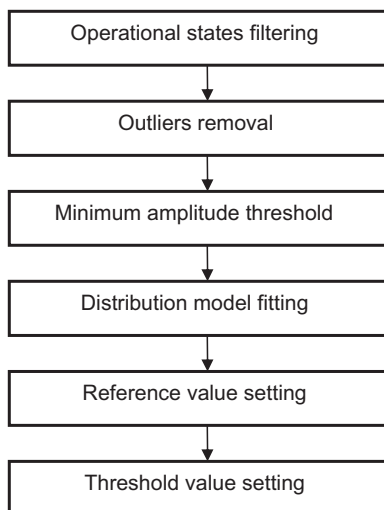 Operational states filtering
Outliers removal
Minimum amplitude threshold
Distribution model fitting
Reference value setting
Threshold value setting